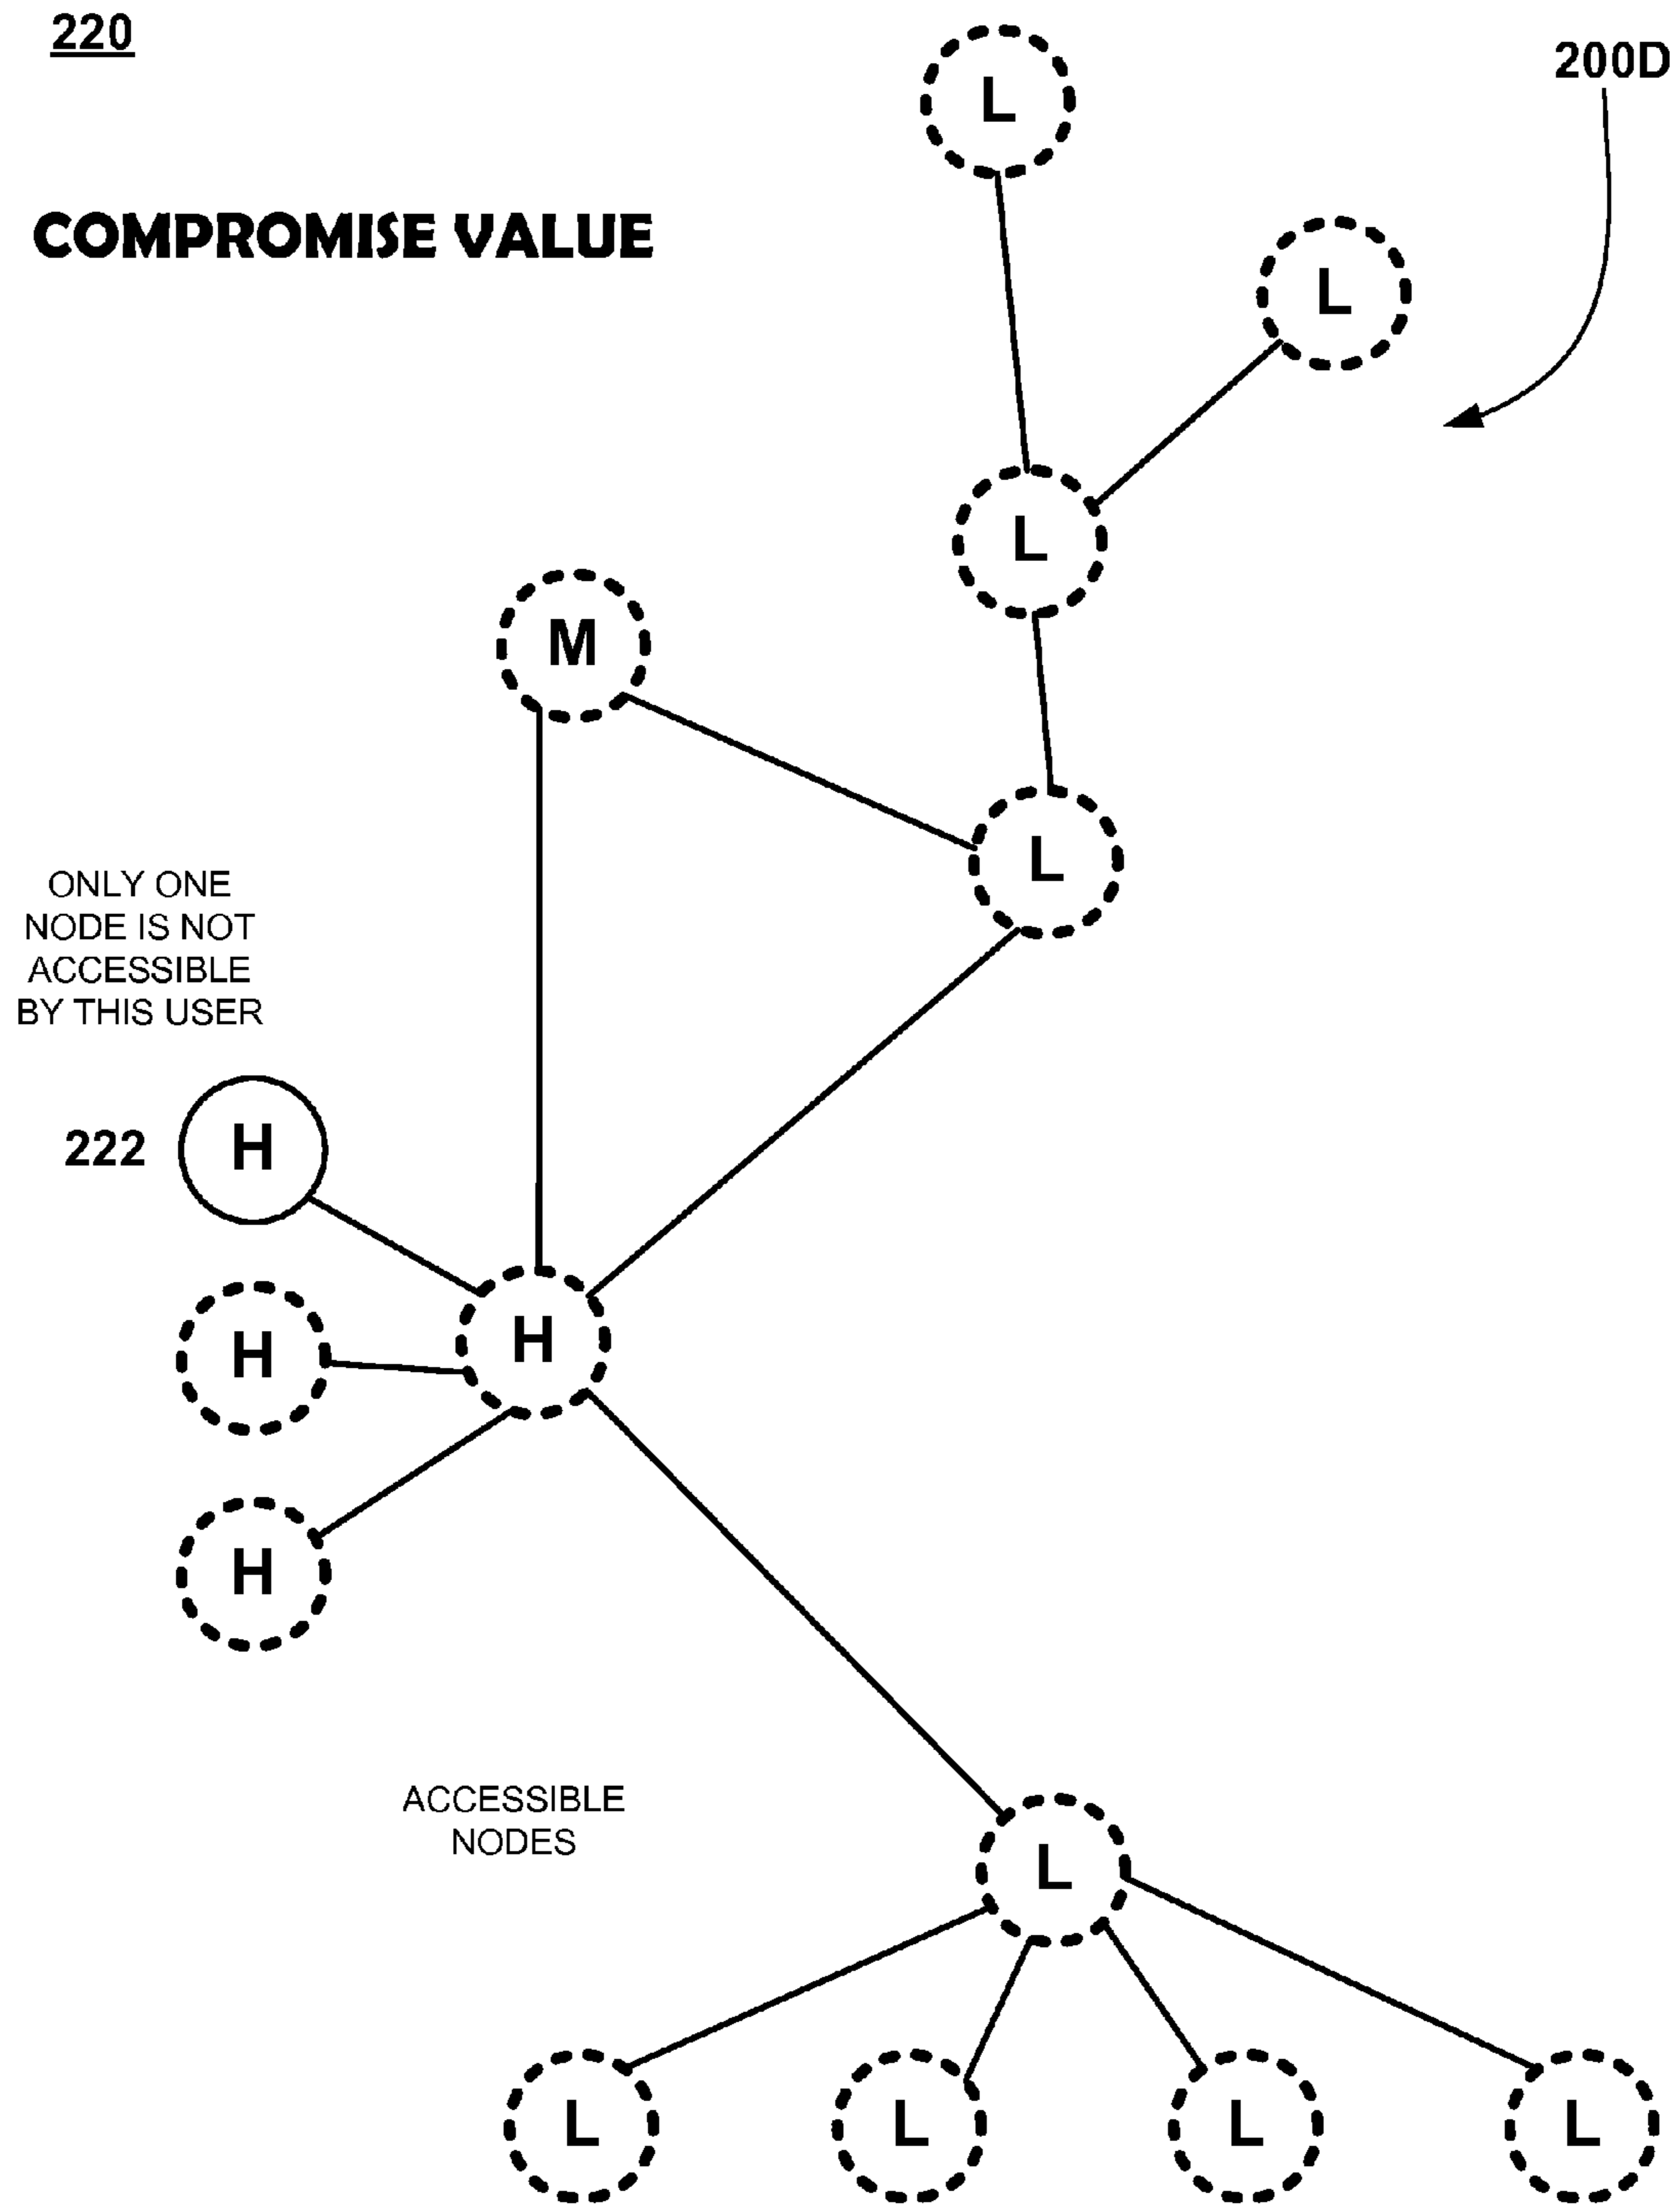 220
200D
L
COMPROMISE VALUE
L
L
M
L
ONLY ONE
NODE IS NOT
ACCESSIBLE
BY THIS USER
222
H
H
H
H
ACCESSIBLE
NODES
L
L
L
L
L